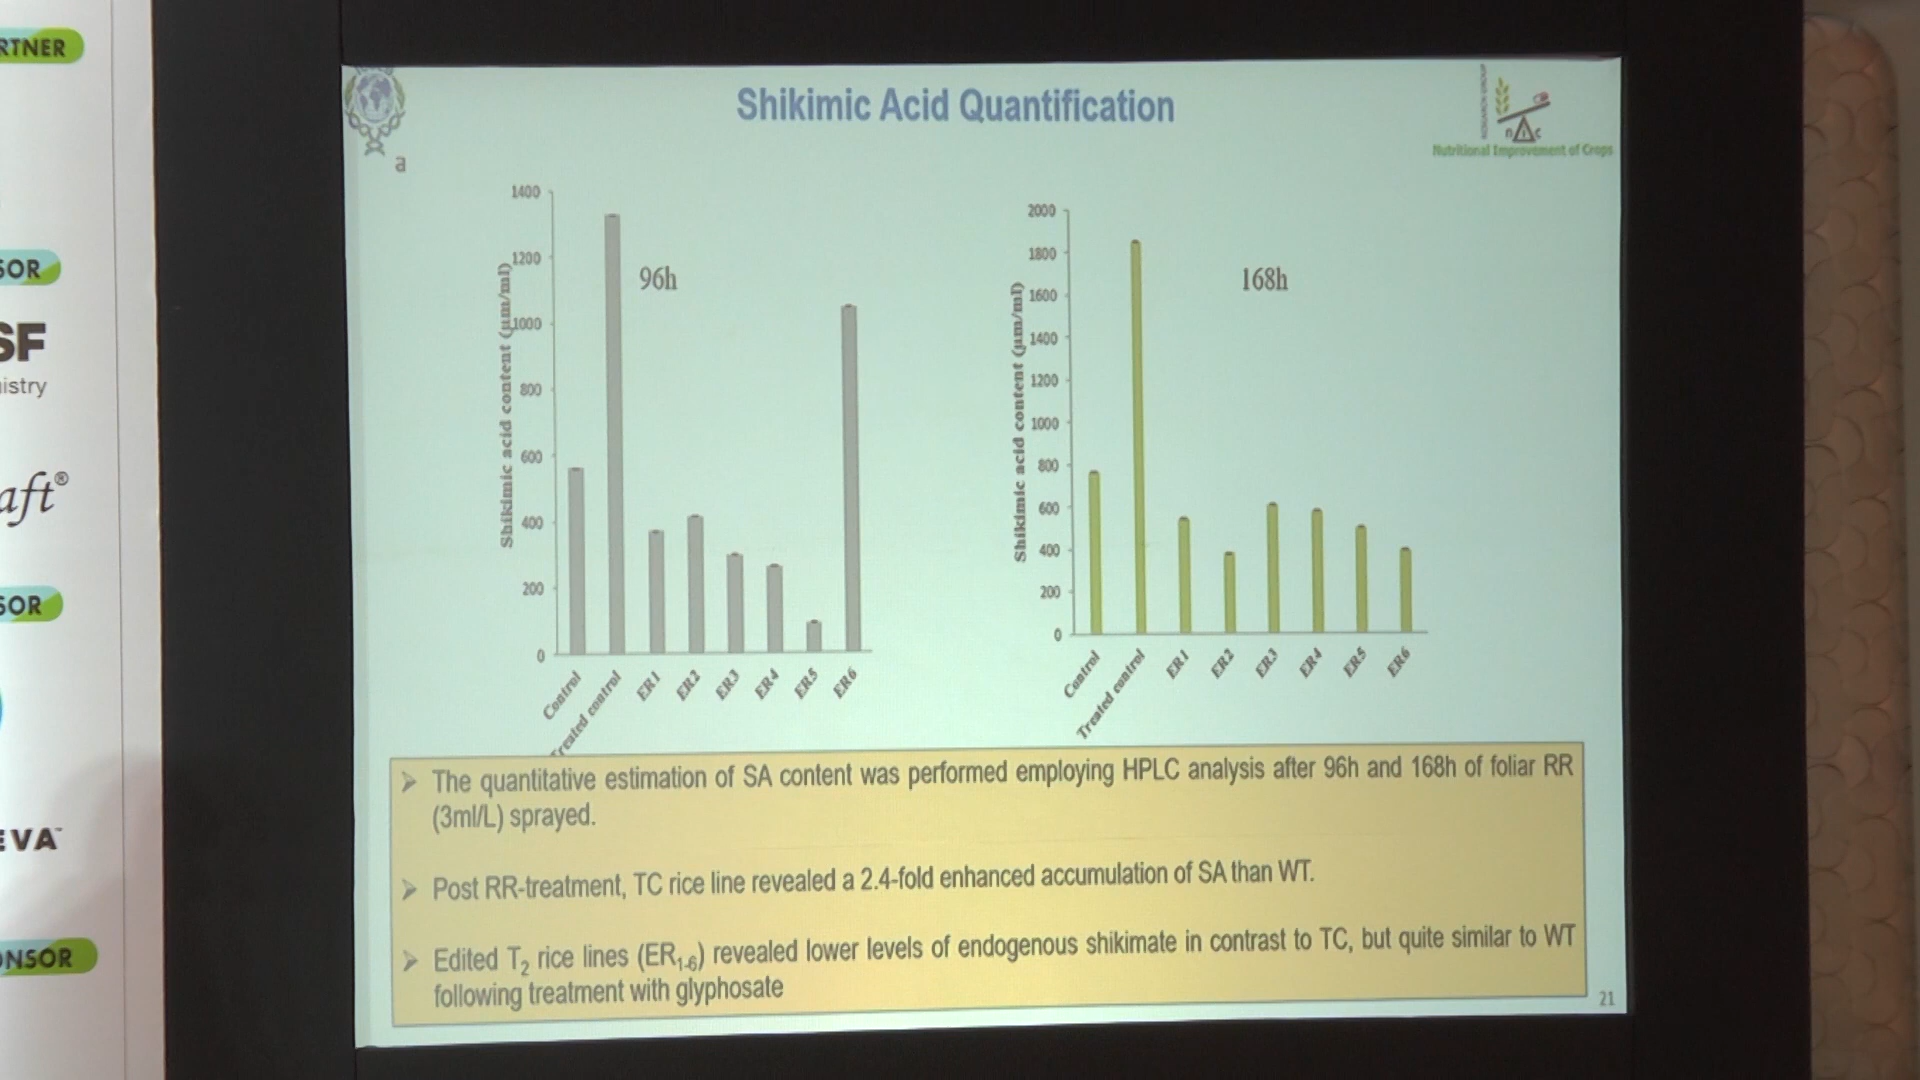 RTNER
SOR
SF
istry
aft®
SOR
EVA™
ONSOR
Shikimic Acid Quantification
nic
Nutritional Improvement of Crops
a
96h
Shikimic acid content (µm/ml)
1400
1200
1000
800
600
400
200
0
Control
Treated control
ER1
ER2
ER3
ER4
ER5
ER6
168h
Shikimic acid content (µm/ml)
2000
1800
1600
1400
1200
1000
800
600
400
200
0
Control
Treated control
ER1
ER2
ER3
ER4
ER5
ER6
➢ The quantitative estimation of SA content was performed employing HPLC analysis after 96h and 168h of foliar RR
(3ml/L) sprayed.
➢ Post RR-treatment, TC rice line revealed a 2.4-fold enhanced accumulation of SA than WT.
➢ Edited T₂ rice lines (ER₁₋₆) revealed lower levels of endogenous shikimate in contrast to TC, but quite similar to WT
following treatment with glyphosate
21